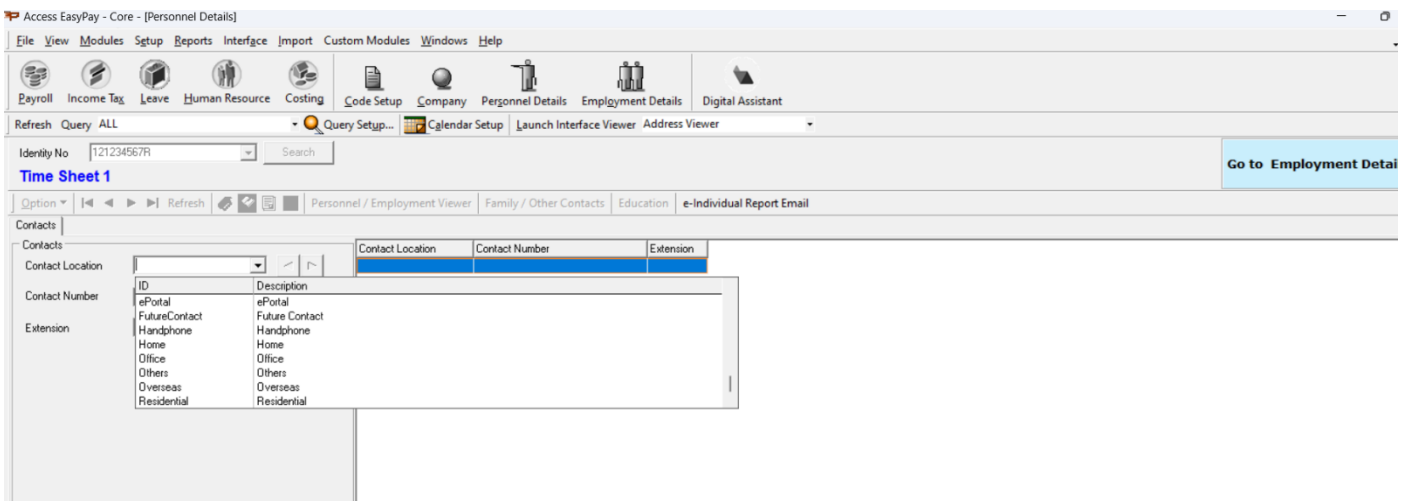 Access EasyPay - Core - [Personnel Details]
File View Modules Setup Reports Interface Import Custom Modules Windows Help
Payroll Income Tax Leave Human Resource Costing Code Setup Company Personnel Details Employment Details Digital Assistant
Refresh Query ALL Query Setup... Calendar Setup Launch Interface Viewer Address Viewer
Identity No 121234567R Search
Go to Employment Detai
Time Sheet 1
Option Refresh Personnel / Employment Viewer Family / Other Contacts Education e-Individual Report Email
Contacts
Contacts
Contact Location Contact Location Contact Number Extension
ID Description
Contact Number
ePortal ePortal
FutureContact Future Contact
Extension
Handphone Handphone
Home Home
Office Office
Others Others
Overseas Overseas
Residential Residential